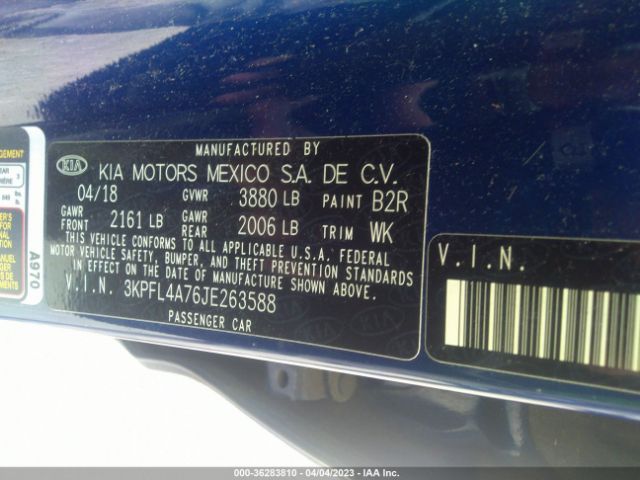 MANUFACTURED BY
KIA KIA MOTORS MEXICO S.A. DE C.V.
04/18 GVWR 3880 LB PAINT B2R
GAWR FRONT 2161 LB GAWR REAR 2006 LB TRIM WK
THIS VEHICLE CONFORMS TO ALL APPLICABLE U.S.A. FEDERAL
MOTOR VEHICLE SAFETY, BUMPER, AND THEFT PREVENTION STANDARDS
IN EFFECT ON THE DATE OF MANUFACTURE SHOWN ABOVE.
V.I.N. 3KPFL4A76JE263588
PASSENGER CAR
A970
V.I.N.
000-36283810 - 04/04/2023 - IAA Inc.